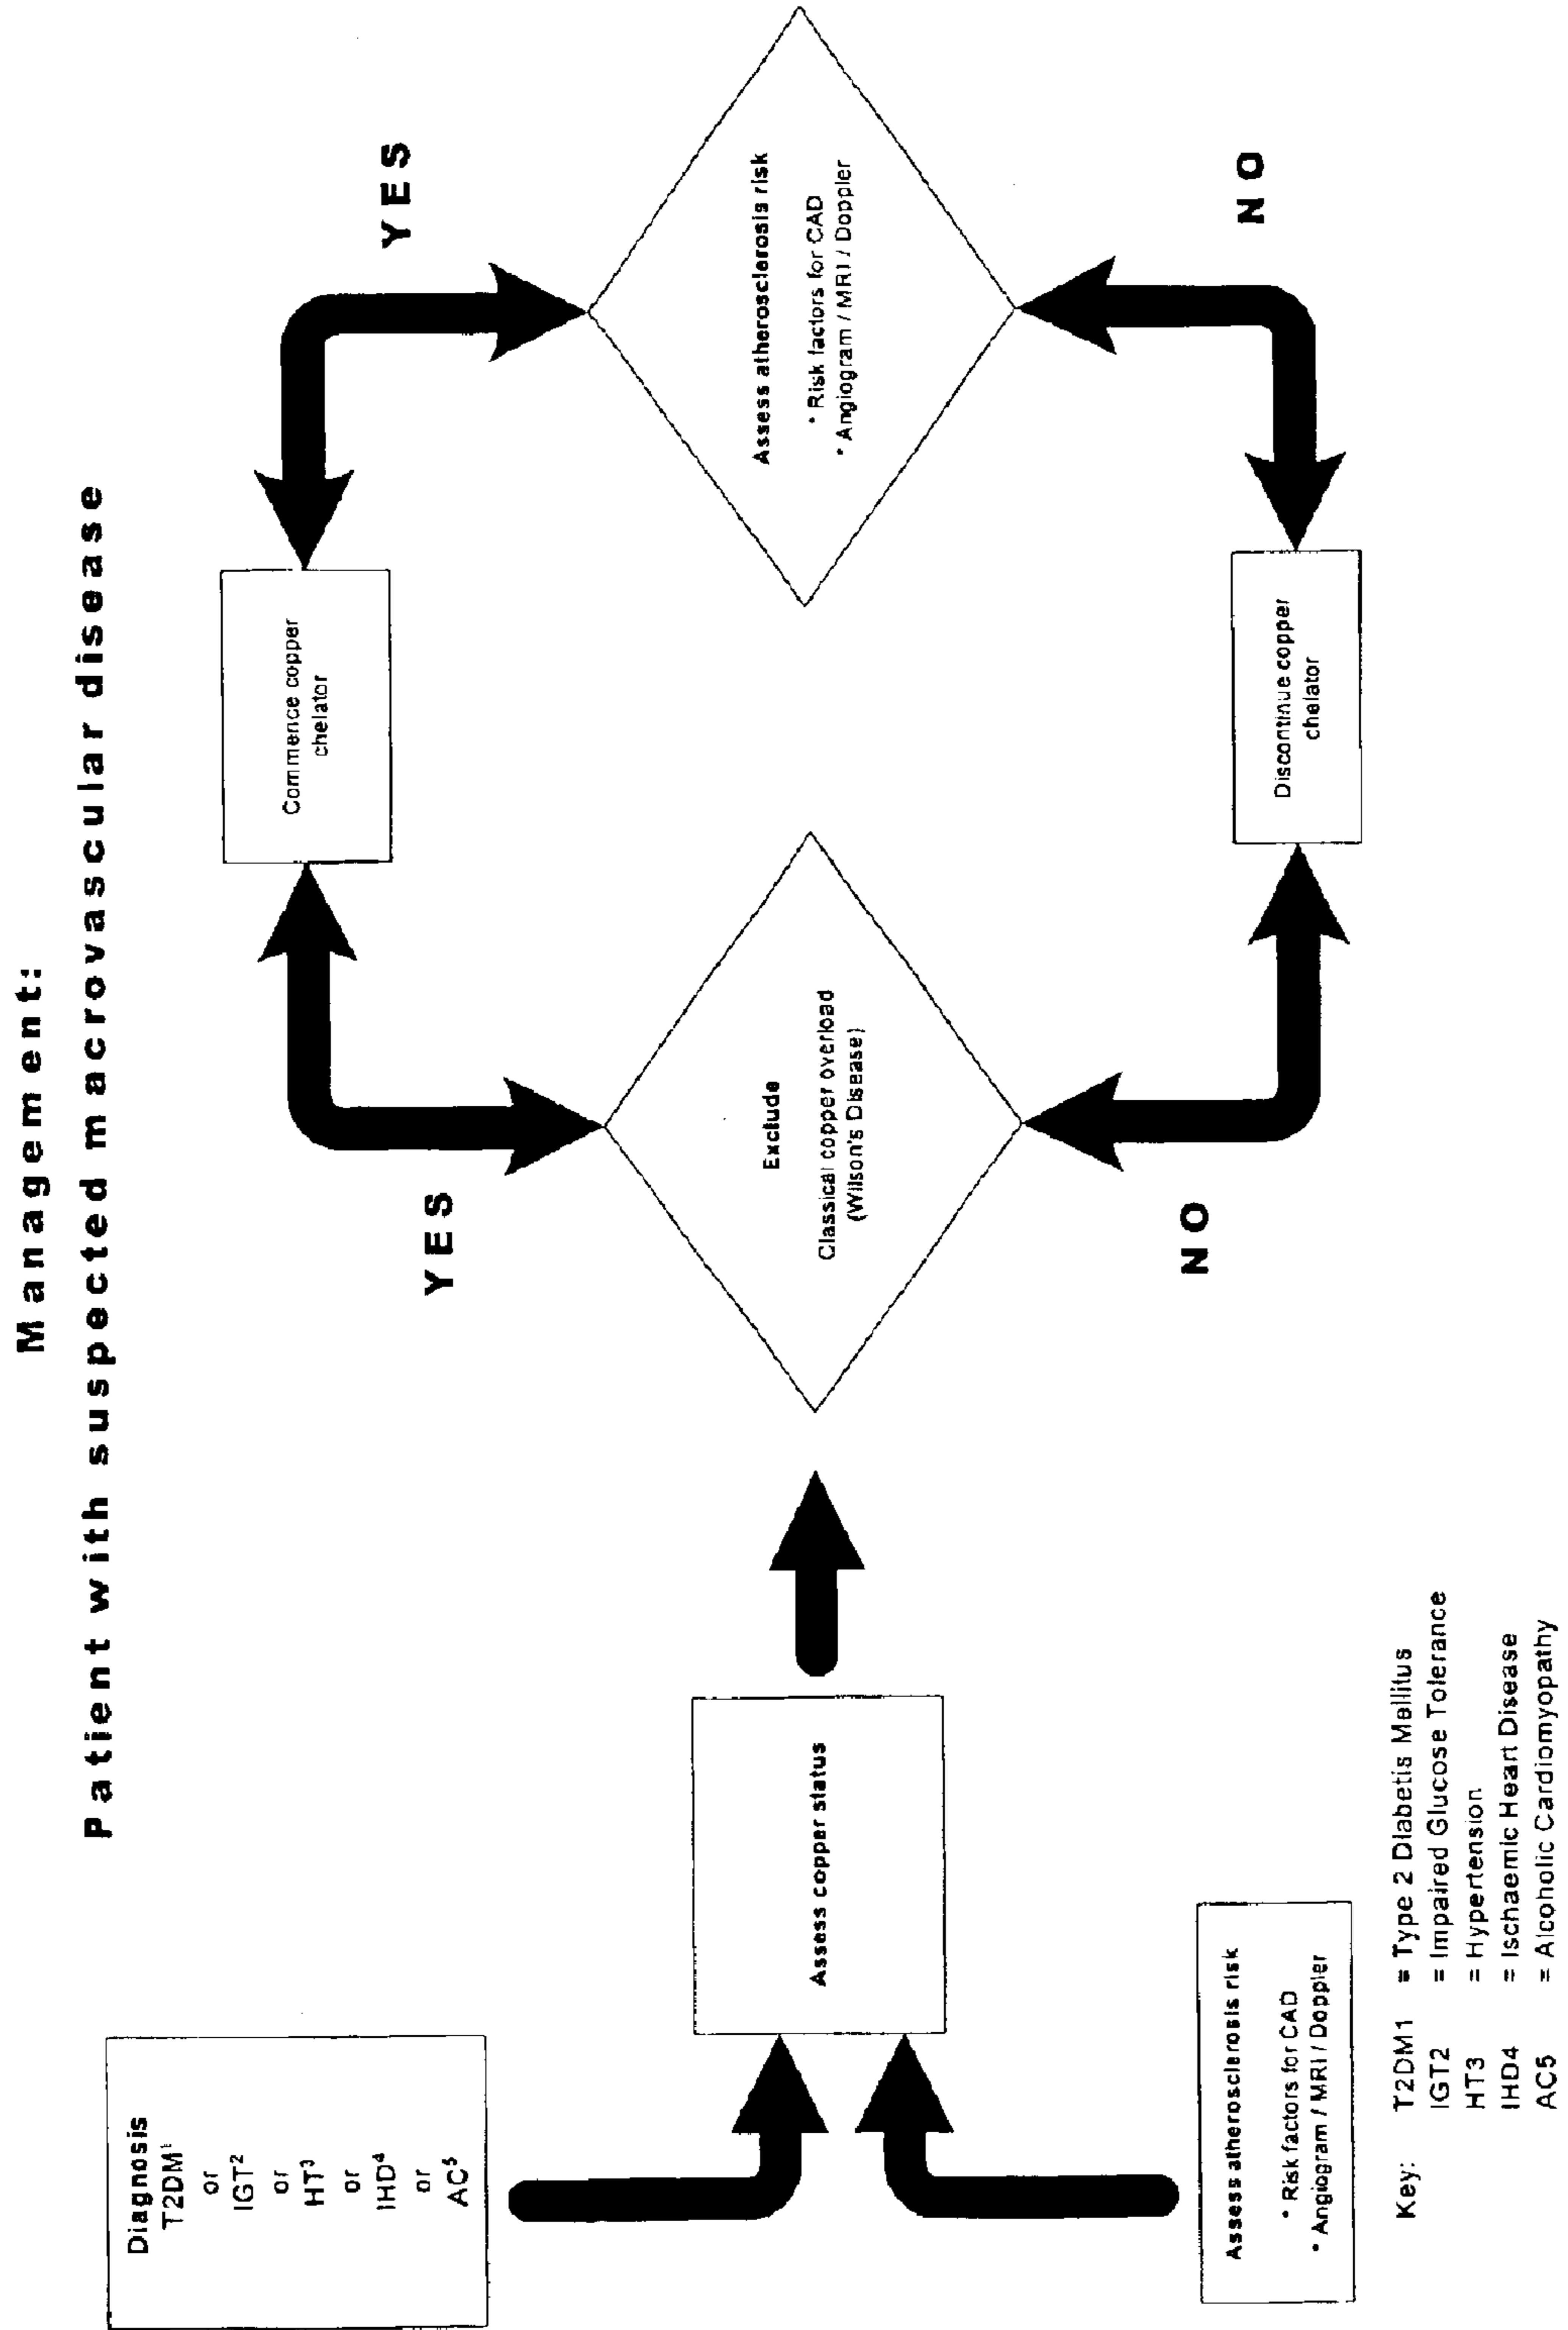 Management:
Patient with suspected macrovascular disease
Diagnosis
T2DM¹
or
IGT²
or
HT³
or
IHD⁴
or
AC⁵
Assess atherosclerosis risk
* Risk factors for CAD
* Angiogram / MRI / Doppler
Assess copper status
YES
Exclude
Classical copper overload
(Wilson's Disease)
NO
Commence copper
chelator
Discontinue copper
chelator
YES
Assess atherosclerosis risk
* Risk factors for CAD
* Angiogram / MRI / Doppler
NO
Key: T2DM1 = Type 2 Diabetis Mellitus
IGT2 = Impaired Glucose Tolerance
HT3 = Hypertension
IHD4 = Ischaemic Heart Disease
AC5 = Alcoholic Cardiomyopathy